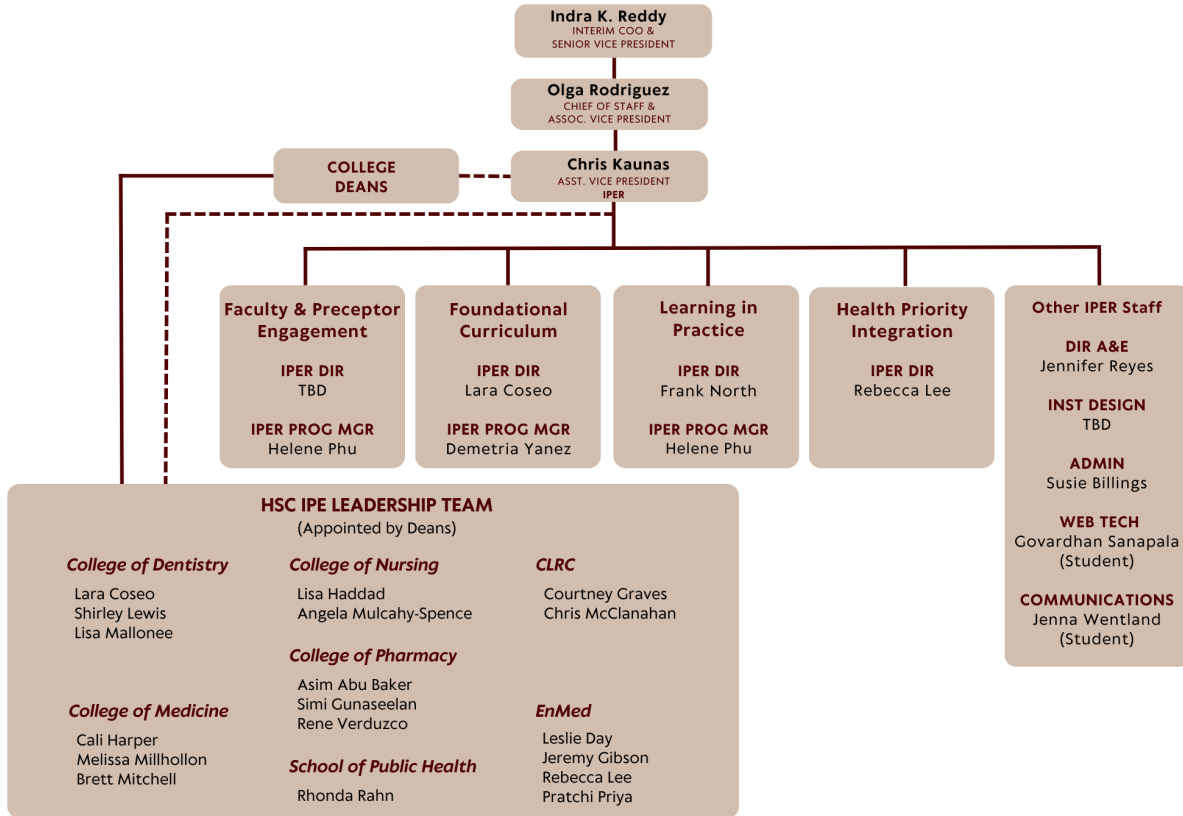 Indra K. Reddy
INTERIM COO &
SENIOR VICE PRESIDENT
Olga Rodriguez
CHIEF OF STAFF &
ASSOC. VICE PRESIDENT
COLLEGE
DEANS
Chris Kaunas
ASST. VICE PRESIDENT
IPER
Faculty & Preceptor
Engagement
IPER DIR
TBD
IPER PROG MGR
Helene Phu
Foundational
Curriculum
IPER DIR
Lara Coseo
IPER PROG MGR
Demetria Yanez
Learning in
Practice
IPER DIR
Frank North
IPER PROG MGR
Helene Phu
Health Priority
Integration
IPER DIR
Rebecca Lee
Other IPER Staff
DIR A&E
Jennifer Reyes
INST DESIGN
TBD
ADMIN
Susie Billings
WEB TECH
Govardhan Sanapala
(Student)
COMMUNICATIONS
Jenna Wentland
(Student)
HSC IPE LEADERSHIP TEAM
(Appointed by Deans)
College of Dentistry
Lara Coseo
Shirley Lewis
Lisa Mallonee
College of Medicine
Cali Harper
Melissa Millhollon
Brett Mitchell
College of Nursing
Lisa Haddad
Angela Mulcahy-Spence
College of Pharmacy
Asim Abu Baker
Simi Gunaseelan
Rene Verduzco
School of Public Health
Rhonda Rahn
CLRC
Courtney Graves
Chris McClanahan
EnMed
Leslie Day
Jeremy Gibson
Rebecca Lee
Pratchi Priya